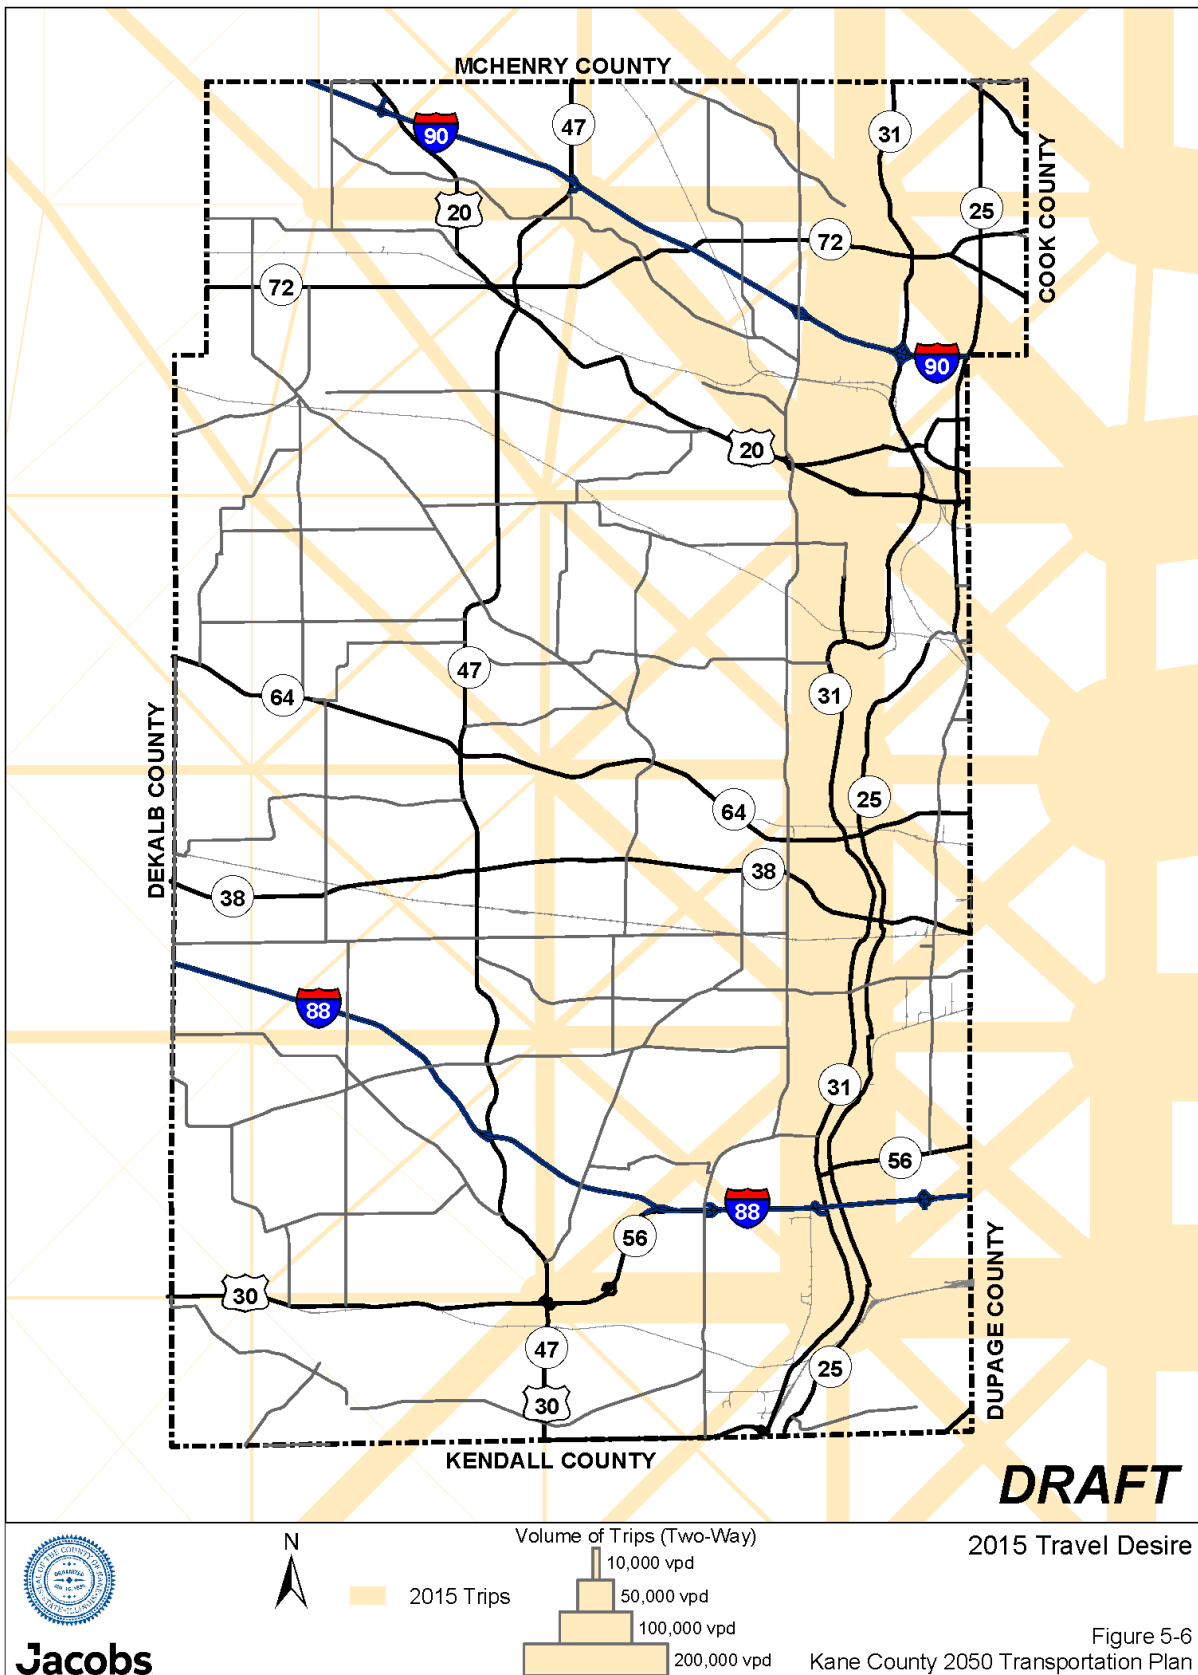 MCHENRY COUNTY
90
47
31
20
25
COOK COUNTY
72
72
90
20
47
64
31
DEKALB COUNTY
25
64
38
38
88
31
56
88
56
30
DUPAGE COUNTY
47
25
30
KENDALL COUNTY
DRAFT
N
Volume of Trips (Two-Way)
10,000 vpd
50,000 vpd
100,000 vpd
200,000 vpd
2015 Trips
2015 Travel Desire
Jacobs
Figure 5-6
Kane County 2050 Transportation Plan